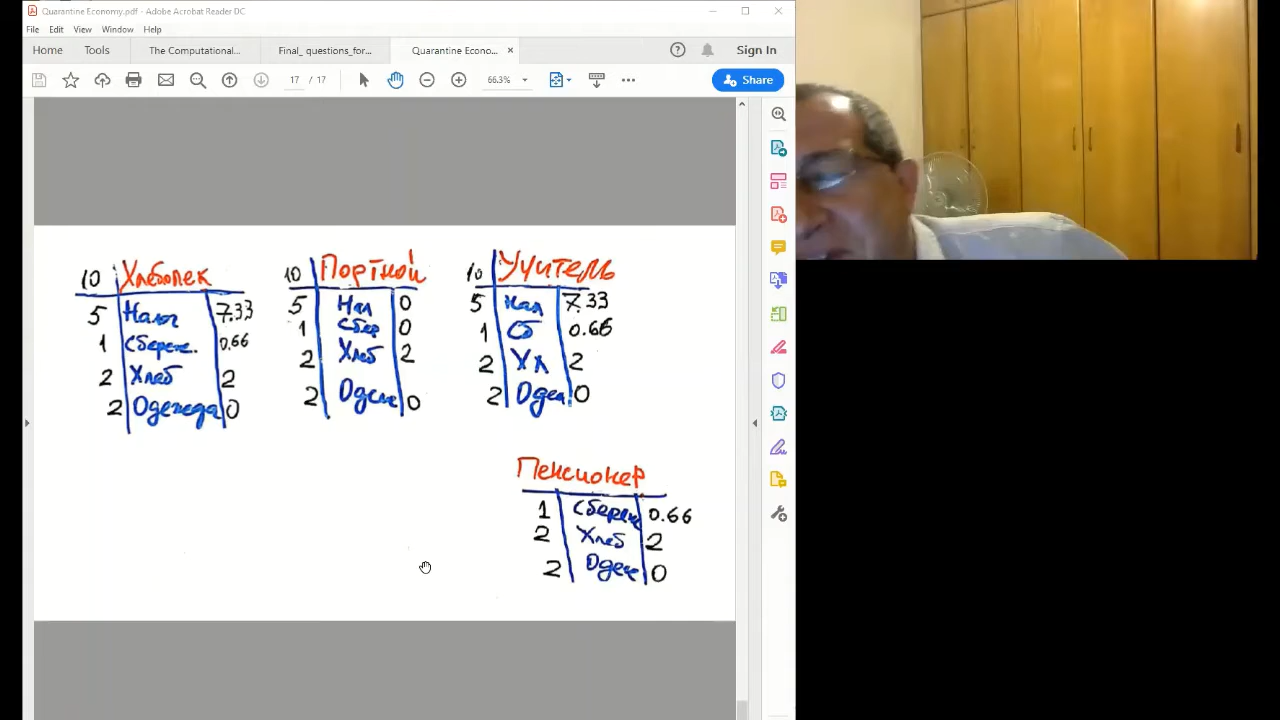 Quarantine Economy.pdf - Adobe Acrobat Reader DC
File Edit View Window Help
Home Tools The Computational... Final_ questions_for... Quarantine Econo... × Sign In
17 / 17 66.3% Share
10 Хлебопек
5 Налог 7.33
1 Сбереже. 0.66
2 Хлеб 2
2 Одежда 0
10 Портной
5 Нал 0
1 Сбер 0
2 Хлеб 2
2 Одеж 0
10 Учитель
5 Нал 7.33
1 Сб 0.66
2 Хл 2
2 Одеж 0
Пенсионер
1 Сбереж 0.66
2 Хлеб 2
2 Одеж 0